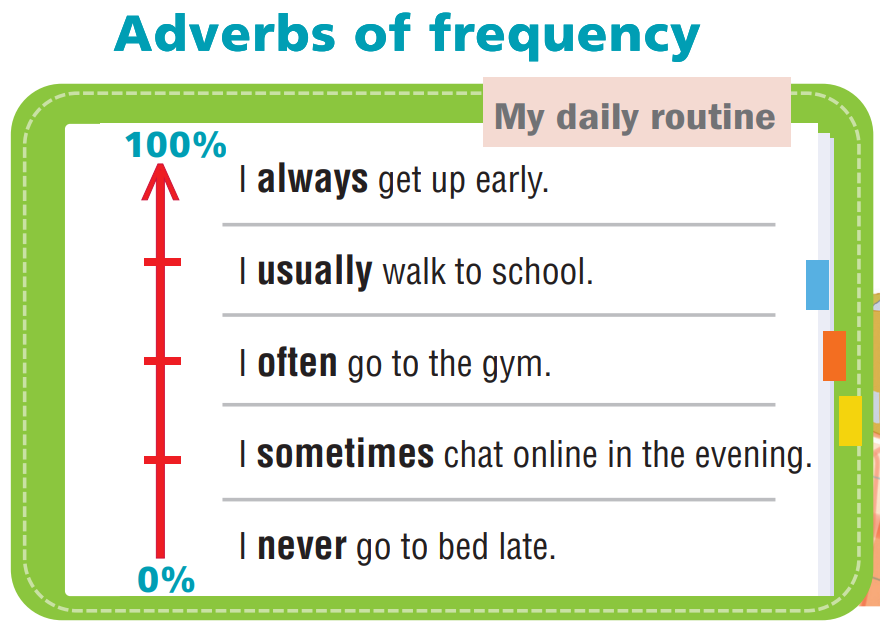 Adverbs of frequency
My daily routine
100%
I always get up early.
I usually walk to school.
I often go to the gym.
I sometimes chat online in the evening.
I never go to bed late.
0%